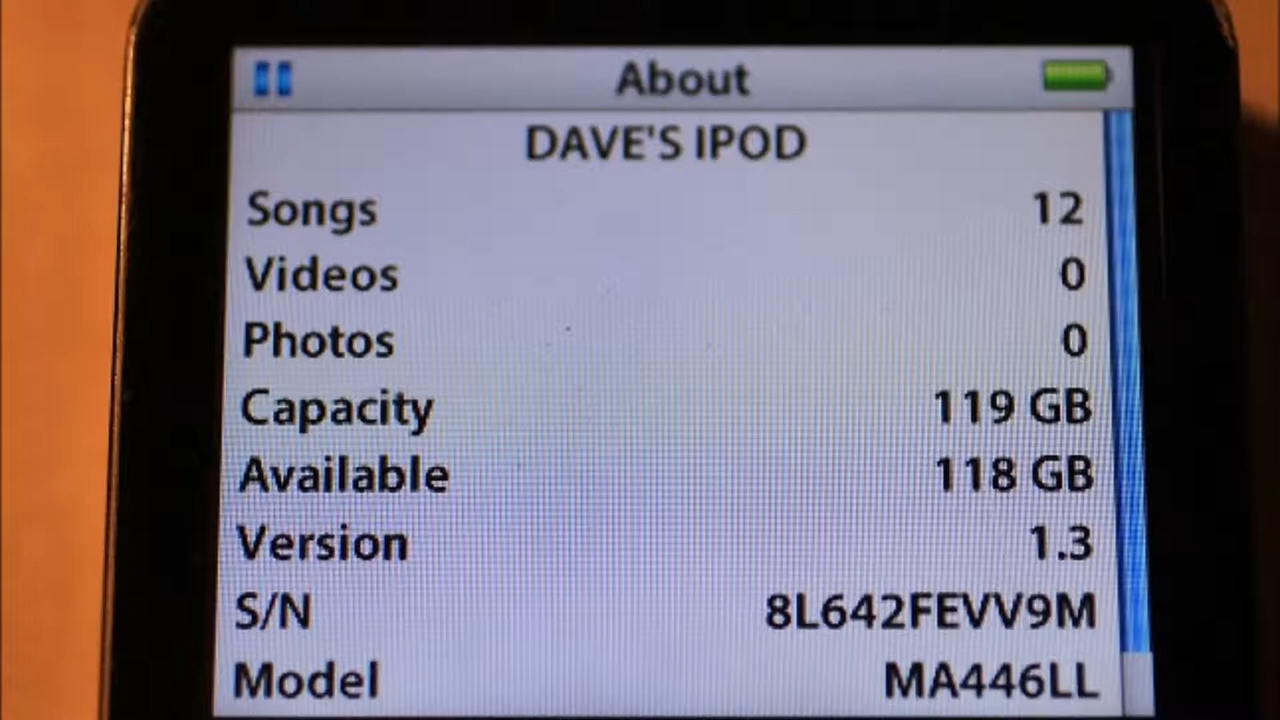 About
DAVE'S IPOD
Songs 12
Videos 0
Photos 0
Capacity 119 GB
Available 118 GB
Version 1.3
S/N 8L642FEVV9M
Model MA446LL